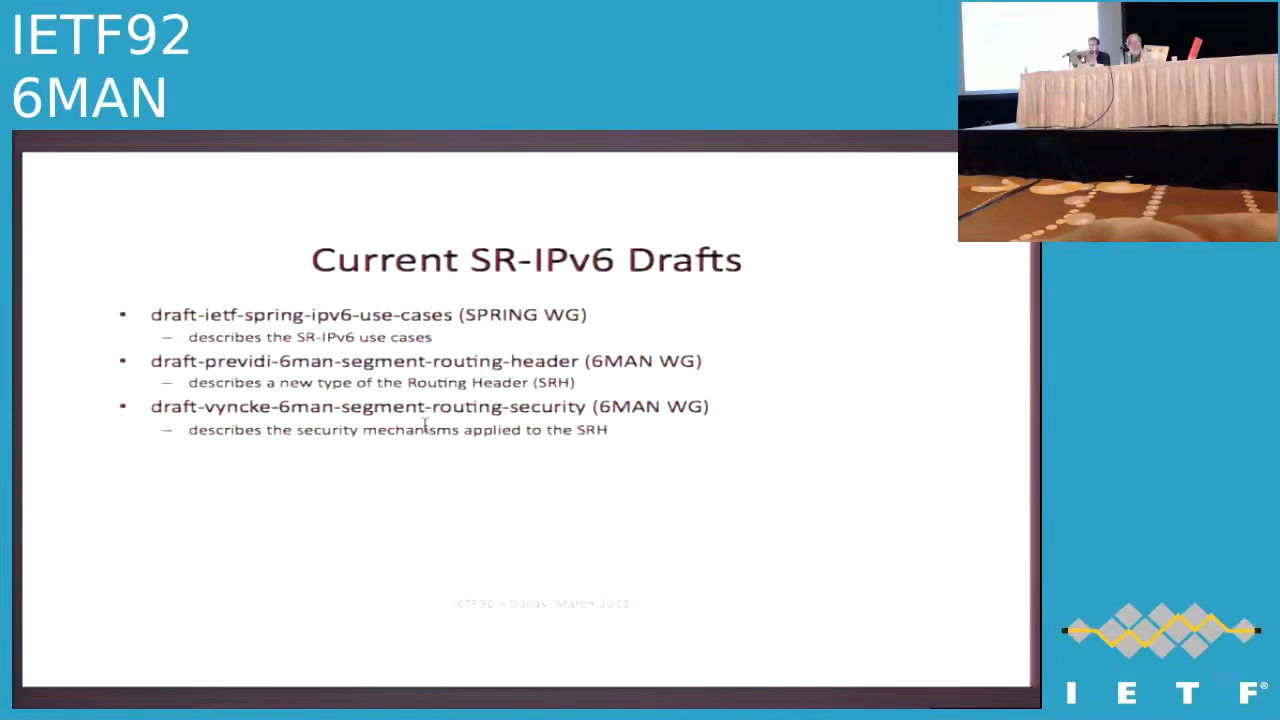 IETF92
6MAN
Current SR-IPv6 Drafts
• draft-ietf-spring-ipv6-use-cases (SPRING WG)
– describes the SR-IPv6 use cases
• draft-previdi-6man-segment-routing-header (6MAN WG)
– describes a new type of the Routing Header (SRH)
• draft-vyncke-6man-segment-routing-security (6MAN WG)
– describes the security mechanisms applied to the SRH
IETF92 – Dallas, March 2015
I E T F®